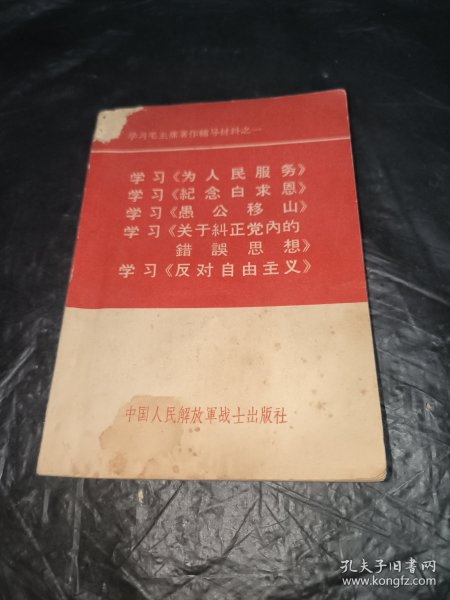 学习毛主席著作辅导材料之一
学习《为人民服务》
学习《紀念白求恩》
学习《愚公移山》
学习《关于糾正党內的
錯誤思想》
学习《反对自由主义》
中国人民解放軍战士出版社
孔夫子旧书网
www.kongfz.com